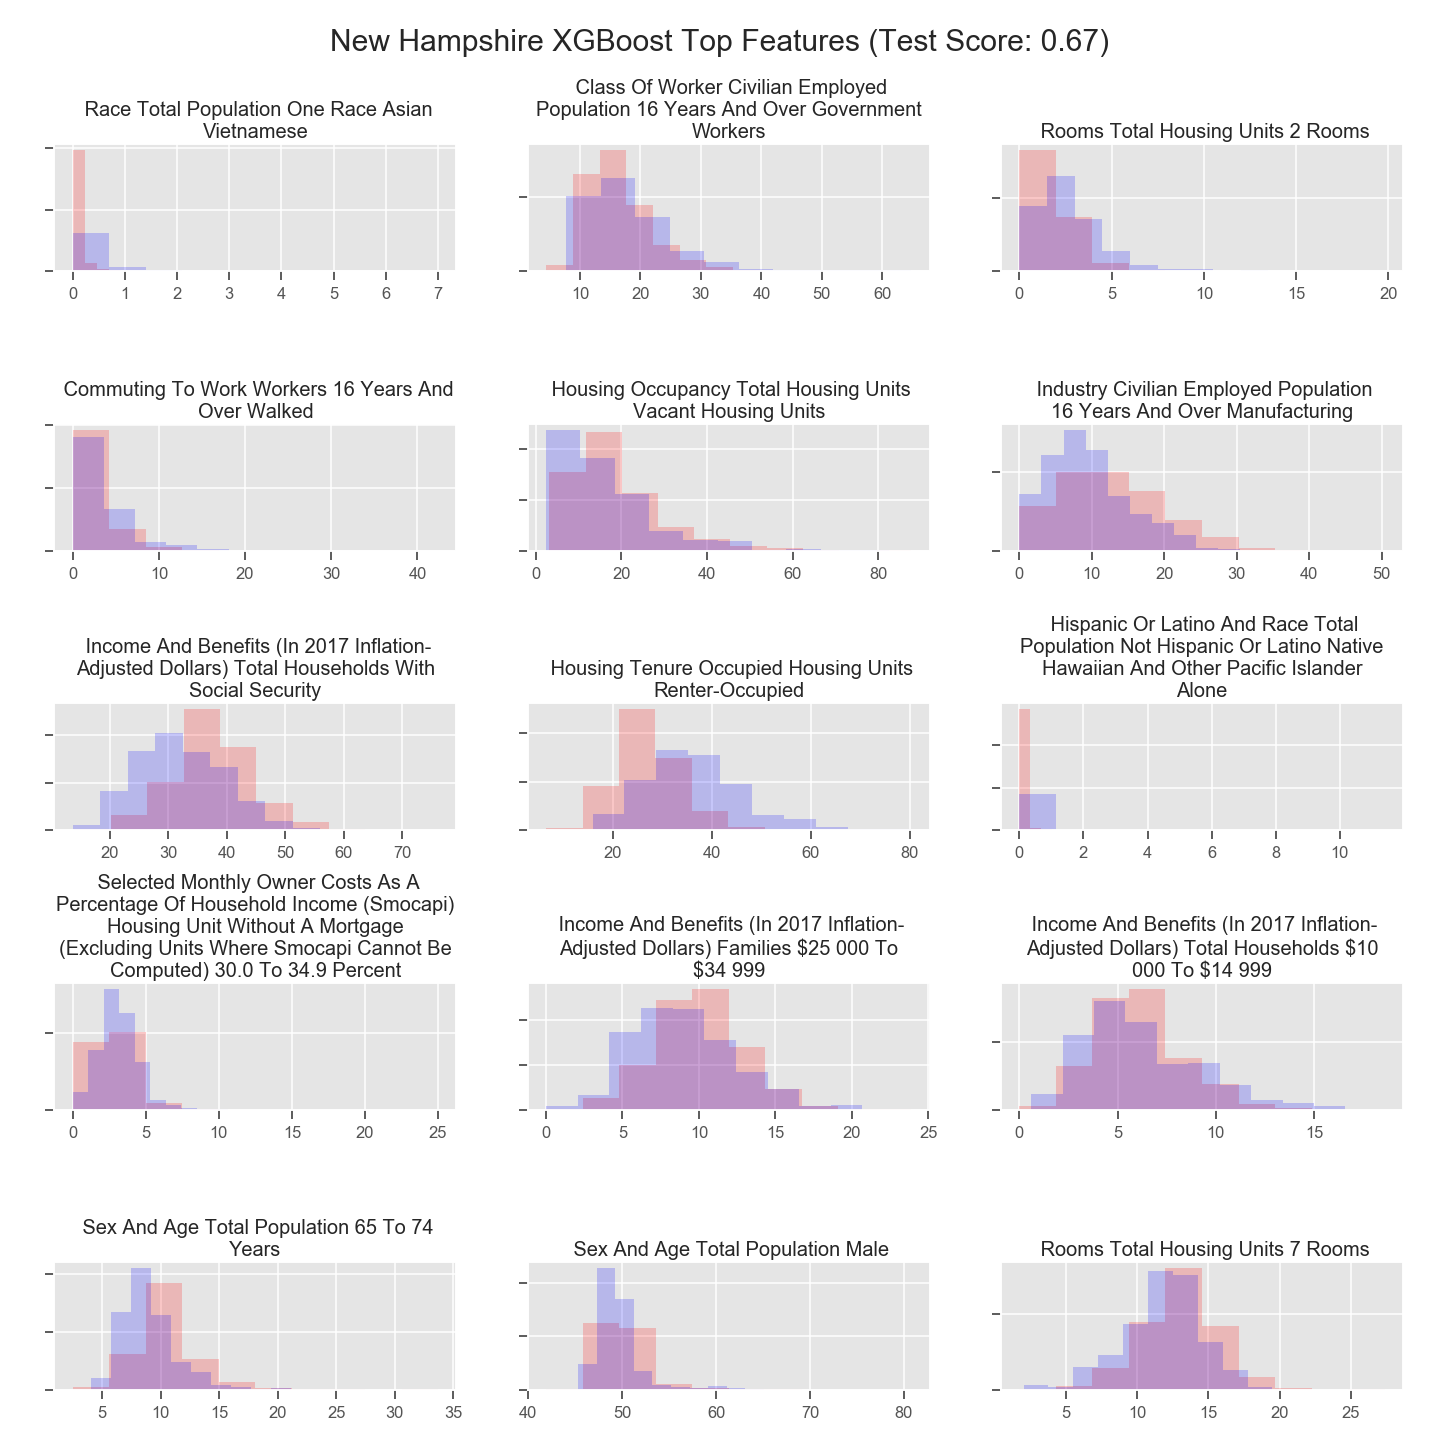 New Hampshire XGBoost Top Features (Test Score: 0.67)
Race Total Population One Race Asian
Vietnamese
0 1 2 3 4 5 6 7
Class Of Worker Civilian Employed
Population 16 Years And Over Government
Workers
10 20 30 40 50 60
Rooms Total Housing Units 2 Rooms
0 5 10 15 20
Commuting To Work Workers 16 Years And
Over Walked
0 10 20 30 40
Housing Occupancy Total Housing Units
Vacant Housing Units
0 20 40 60 80
Industry Civilian Employed Population
16 Years And Over Manufacturing
0 10 20 30 40 50
Income And Benefits (In 2017 Inflation-
Adjusted Dollars) Total Households With
Social Security
20 30 40 50 60 70
Housing Tenure Occupied Housing Units
Renter-Occupied
20 40 60 80
Hispanic Or Latino And Race Total
Population Not Hispanic Or Latino Native
Hawaiian And Other Pacific Islander
Alone
0 2 4 6 8 10
Selected Monthly Owner Costs As A
Percentage Of Household Income (Smocapi)
Housing Unit Without A Mortgage
(Excluding Units Where Smocapi Cannot Be
Computed) 30.0 To 34.9 Percent
0 5 10 15 20 25
Income And Benefits (In 2017 Inflation-
Adjusted Dollars) Families $25 000 To
$34 999
0 5 10 15 20 25
Income And Benefits (In 2017 Inflation-
Adjusted Dollars) Total Households $10
000 To $14 999
0 5 10 15
Sex And Age Total Population 65 To 74
Years
5 10 15 20 25 30 35
Sex And Age Total Population Male
40 50 60 70 80
Rooms Total Housing Units 7 Rooms
5 10 15 20 25